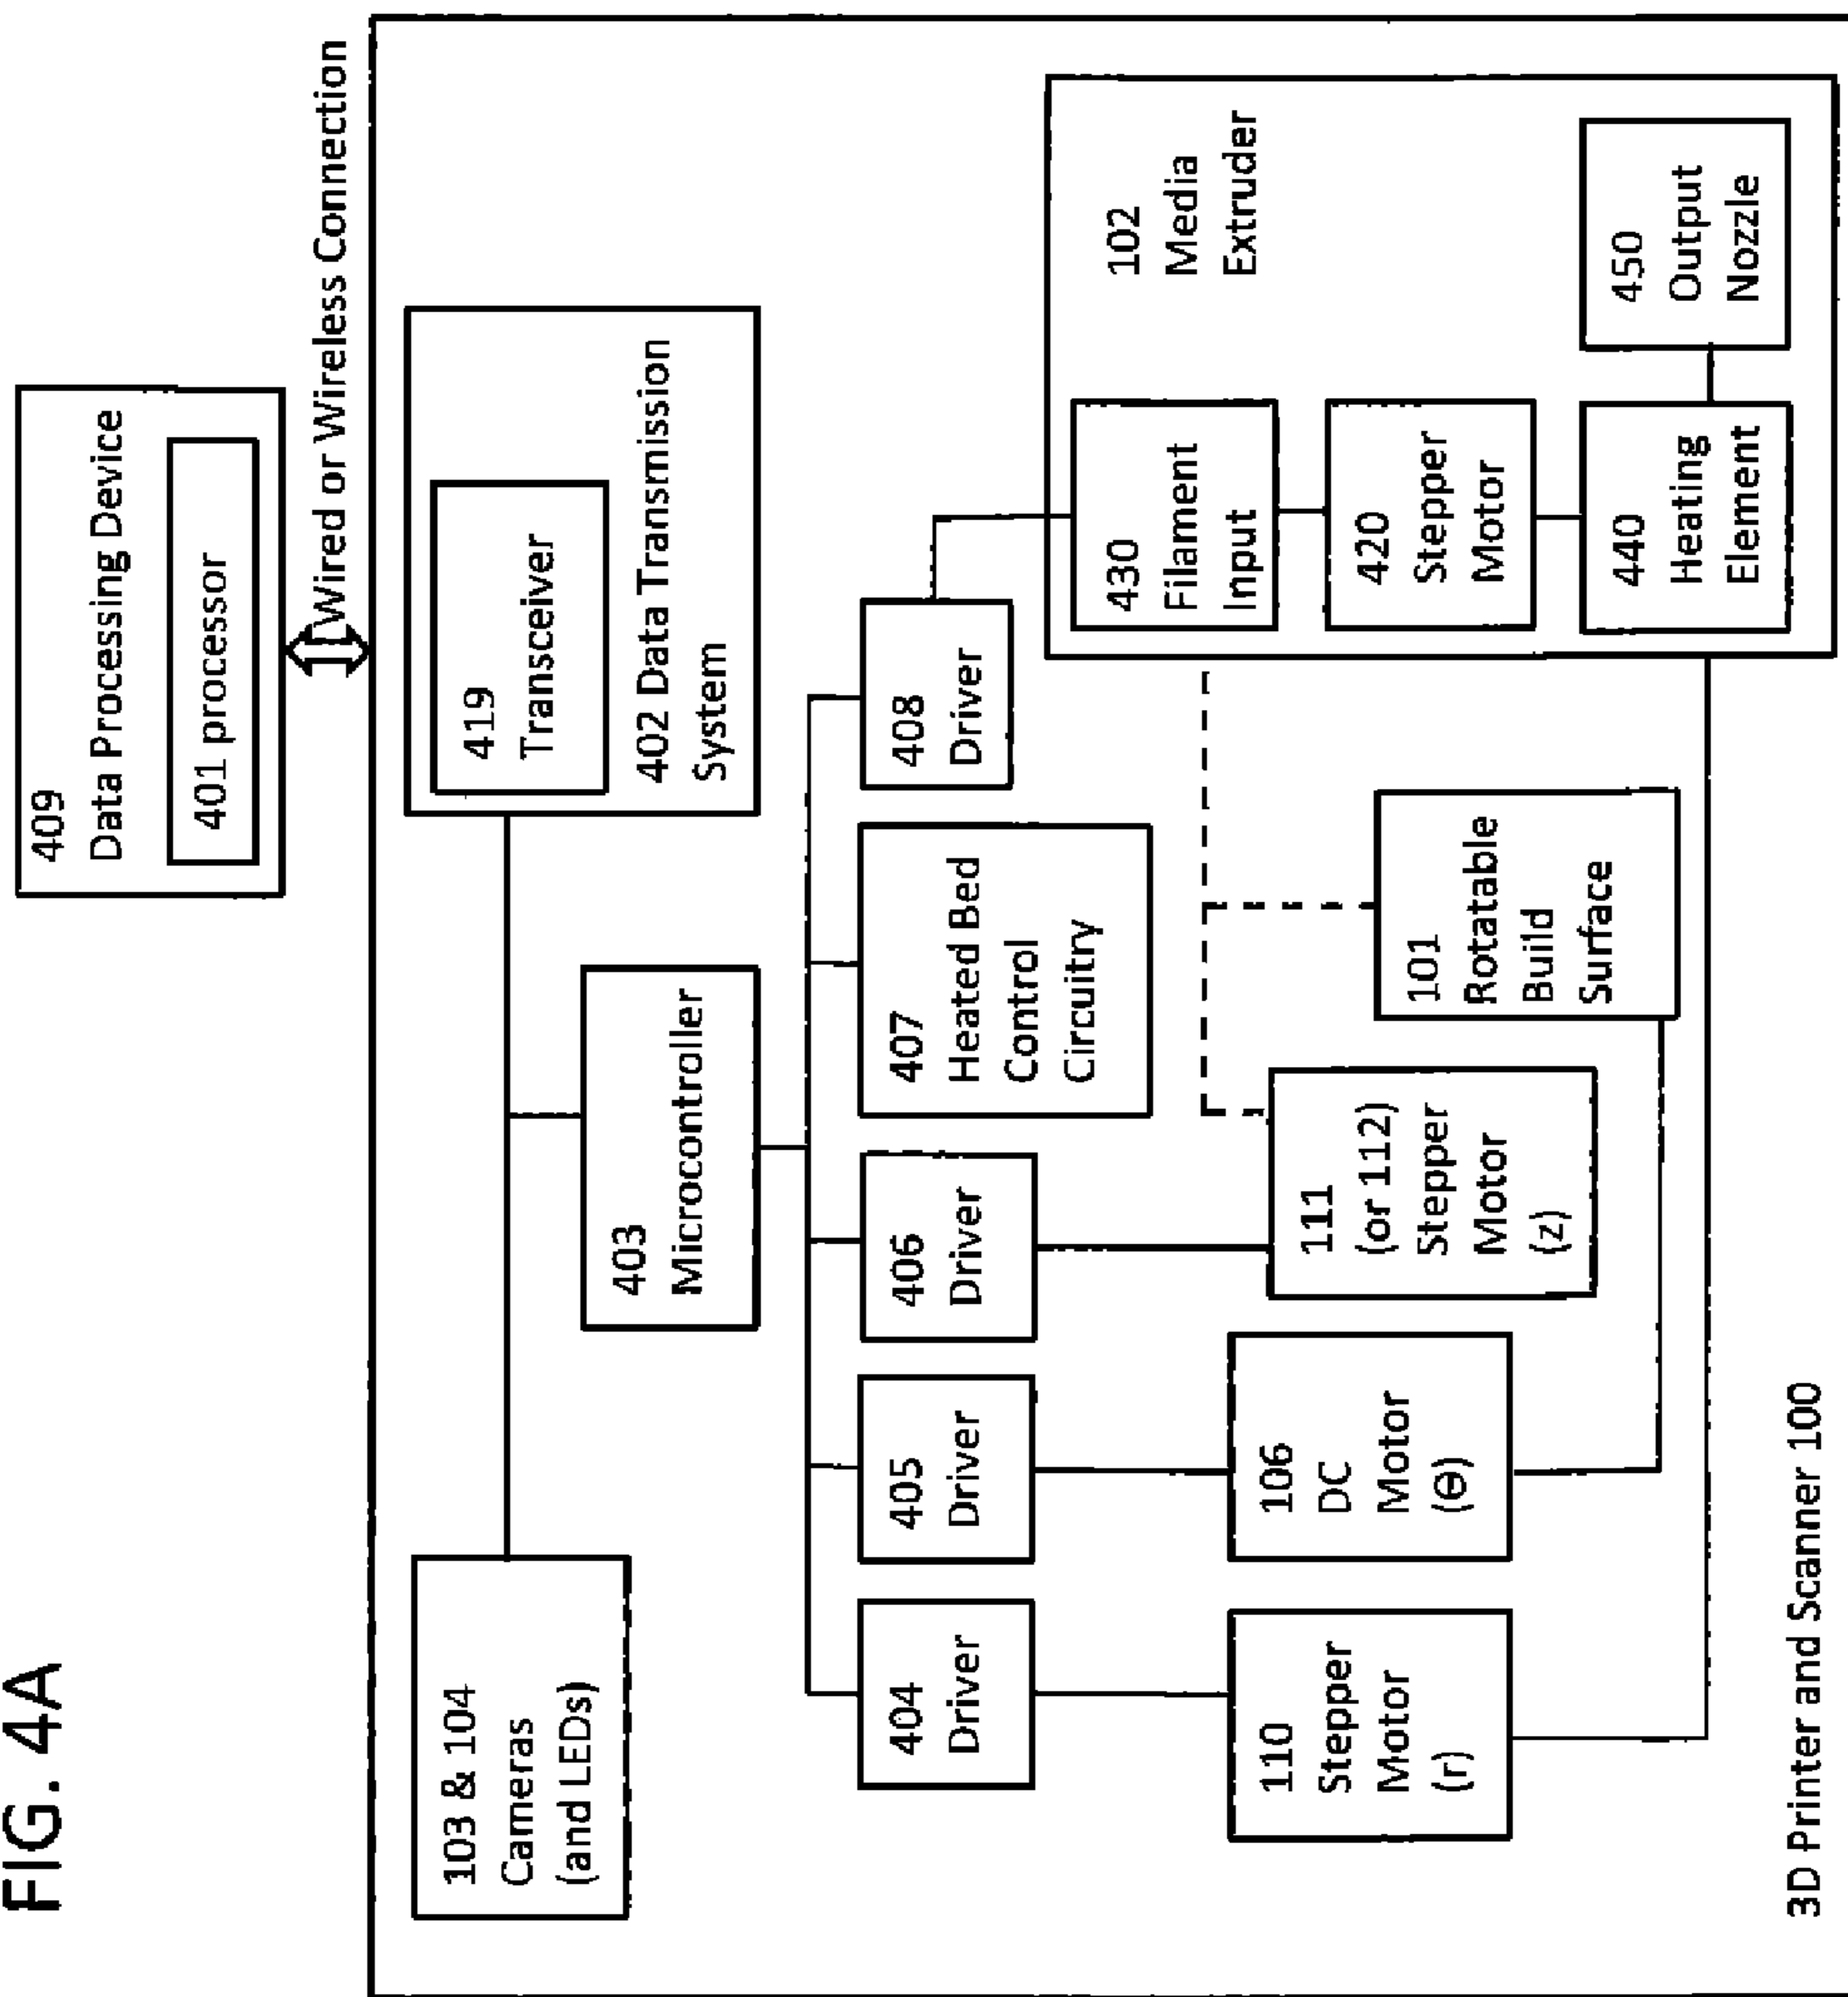 FIG. 4A
409
Data Processing Device
401 processor
Wired or Wireless Connection
103 & 104
Cameras
(and LEDs)
419
Transceiver
402 Data Transmission
System
403
Microcontroller
404
Driver
405
Driver
406
Driver
407
Heated Bed
Control
Circuitry
408
Driver
110
Stepper
Motor
(r)
106
DC
Motor
(Θ)
111
(or 112)
Stepper
Motor
(z)
101
Rotatable
Build
Surface
102
Media
Extruder
430
Filament
Input
420
Stepper
Motor
440
Heating
Element
450
Output
Nozzle
3D Printer and Scanner 100